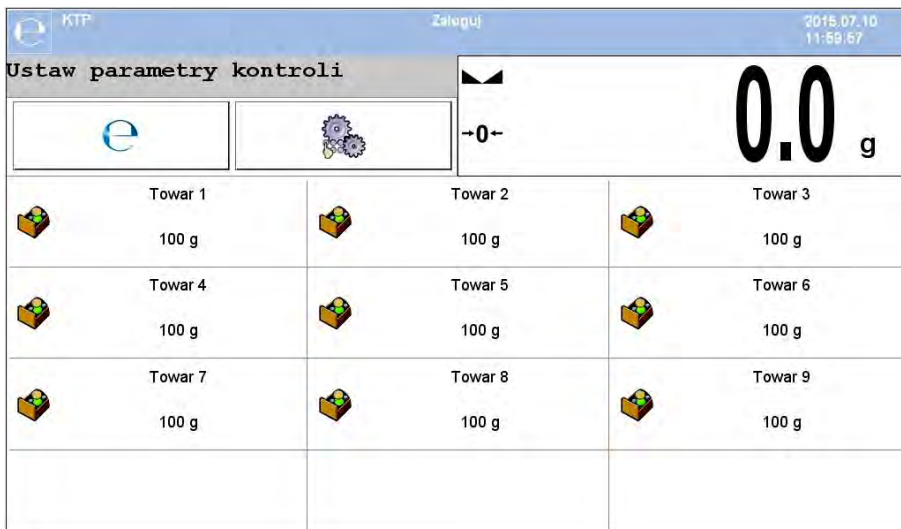 e KTP Zaloguj 2015.07.10
11:59:57
Ustaw parametry kontroli
e
→0←
0.0 g
Towar 1 Towar 2 Towar 3
100 g 100 g 100 g
Towar 4 Towar 5 Towar 6
100 g 100 g 100 g
Towar 7 Towar 8 Towar 9
100 g 100 g 100 g